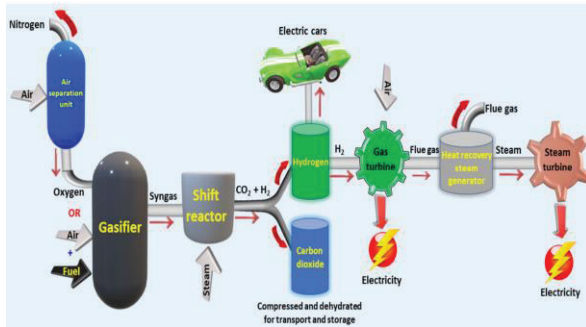 Nitrogen
Air
separation
unit
Air
Oxygen
OR
Air
+
Fuel
Gasifier
Syngas
Shift
reactor
Steam
CO₂ + H₂
Electric cars
Hydrogen
Carbon
dioxide
Compressed and dehydrated
for transport and storage
H₂
Air
Gas
turbine
Electricity
Flue gas
Flue gas
Heat recovery
steam
generator
Steam
Steam
turbine
Electricity